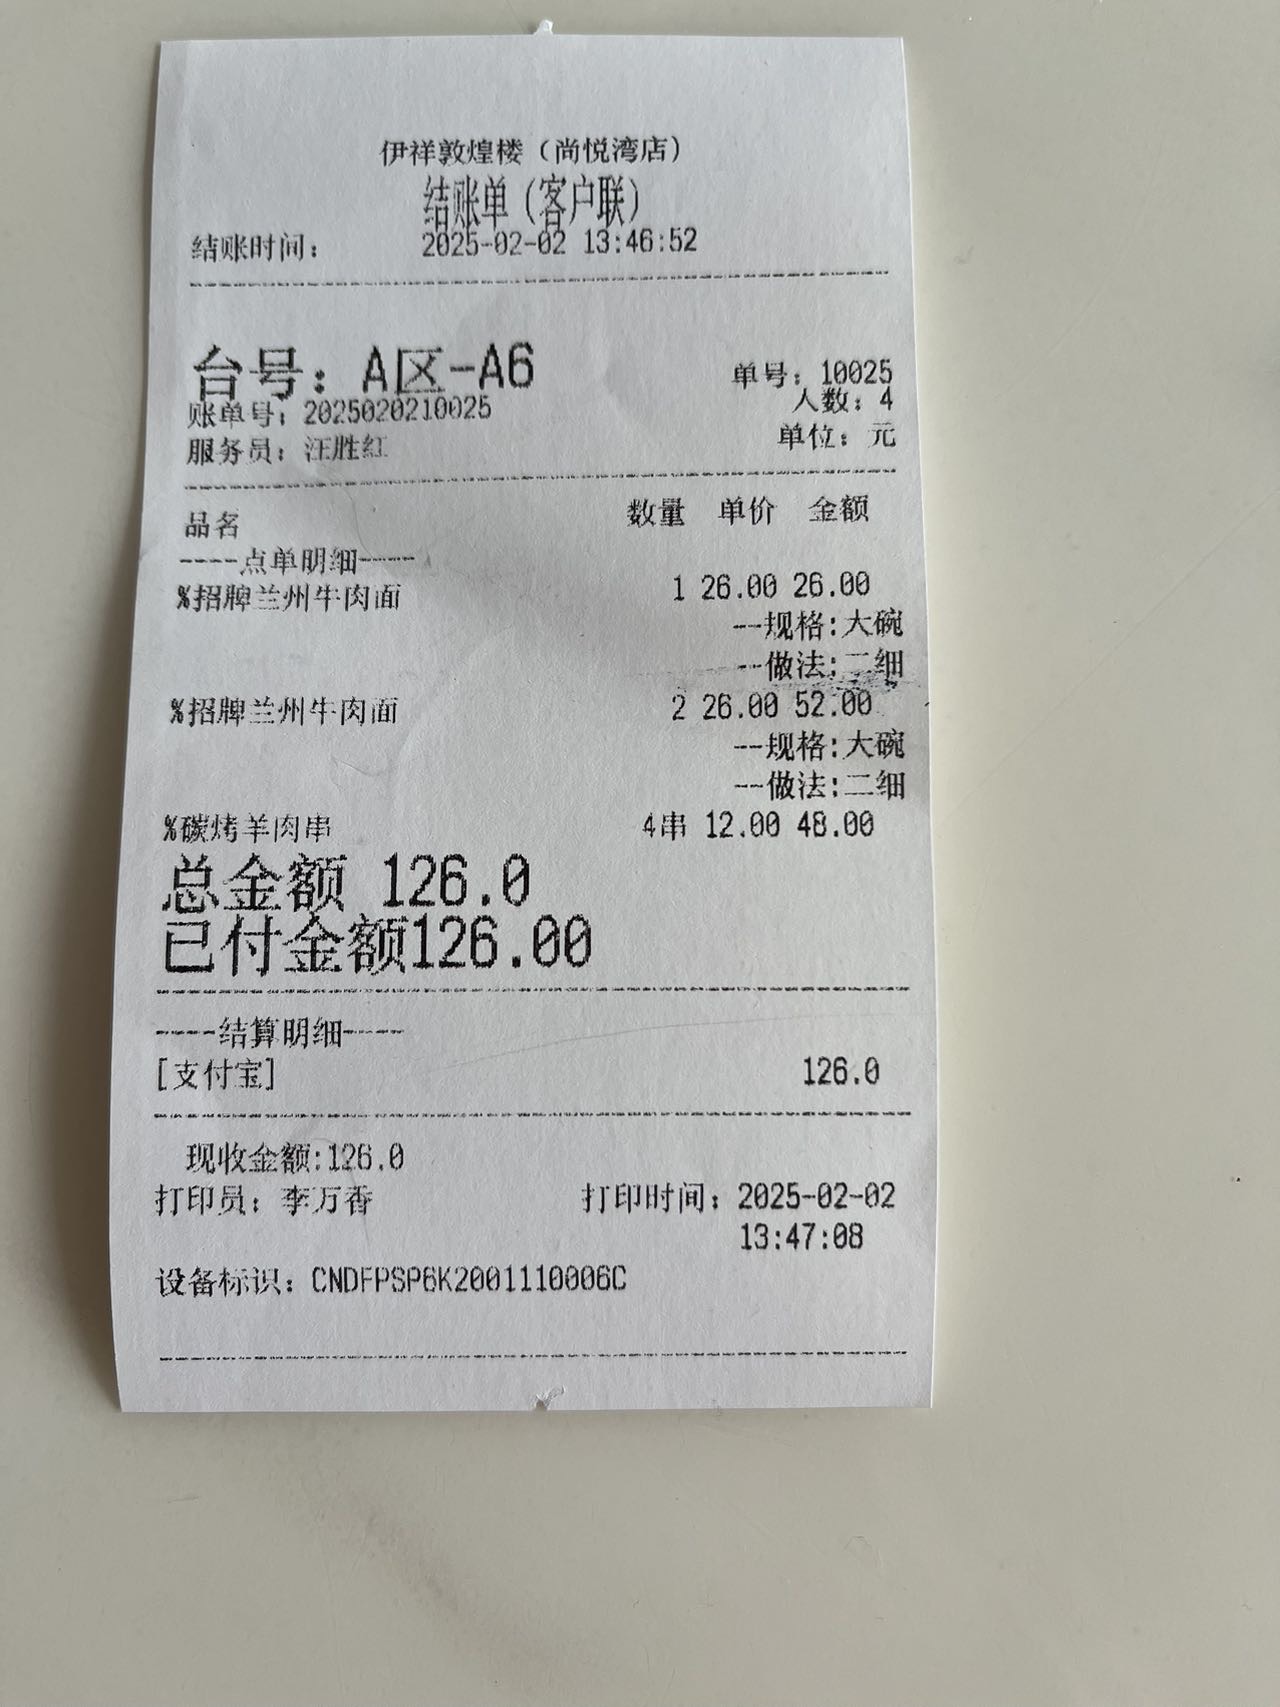 伊祥敦煌楼（尚悦湾店）
结账单（客户联）
结账时间： 2025-02-02 13:46:52
台号：A区-A6 单号：10025
账单号：2025020210025 人数：4
服务员：汪胜红 单位：元
品名 数量 单价 金额
----点单明细----
%招牌兰州牛肉面 1 26.00 26.00
--规格:大碗
--做法:二细
%招牌兰州牛肉面 2 26.00 52.00
--规格:大碗
--做法:二细
%碳烤羊肉串 4串 12.00 48.00
总金额 126.0
已付金额126.00
----结算明细----
[支付宝] 126.0
现收金额:126.0
打印员：李万香 打印时间：2025-02-02
13:47:08
设备标识：CNDFPSP6K2001110006C